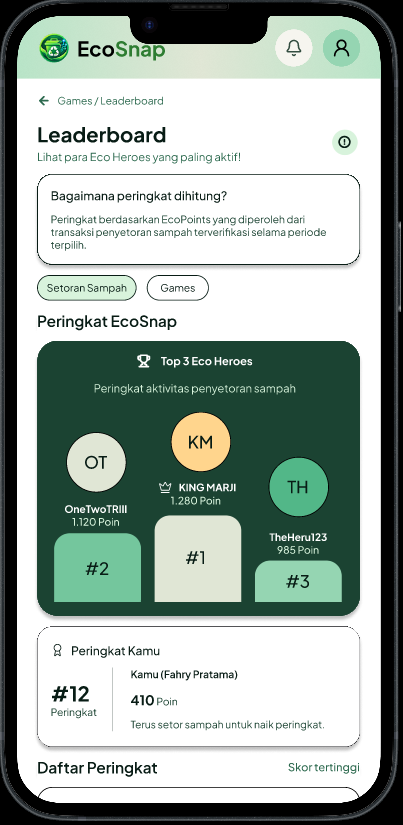 EcoSnap
Games / Leaderboard
Leaderboard
Lihat para Eco Heroes yang paling aktif!
Bagaimana peringkat dihitung?
Peringkat berdasarkan EcoPoints yang diperoleh dari
transaksi penyetoran sampah terverifikasi selama periode
terpilih.
Setoran Sampah
Games
Peringkat EcoSnap
Top 3 Eco Heroes
Peringkat aktivitas penyetoran sampah
KM
OT
TH
KING MARJI
1.280 Poin
OneTwoTRIII
1.120 Poin
TheHeru123
985 Poin
#1
#2
#3
Peringkat Kamu
#12
Peringkat
Kamu (Fahry Pratama)
410 Poin
Terus setor sampah untuk naik peringkat.
Daftar Peringkat
Skor tertinggi